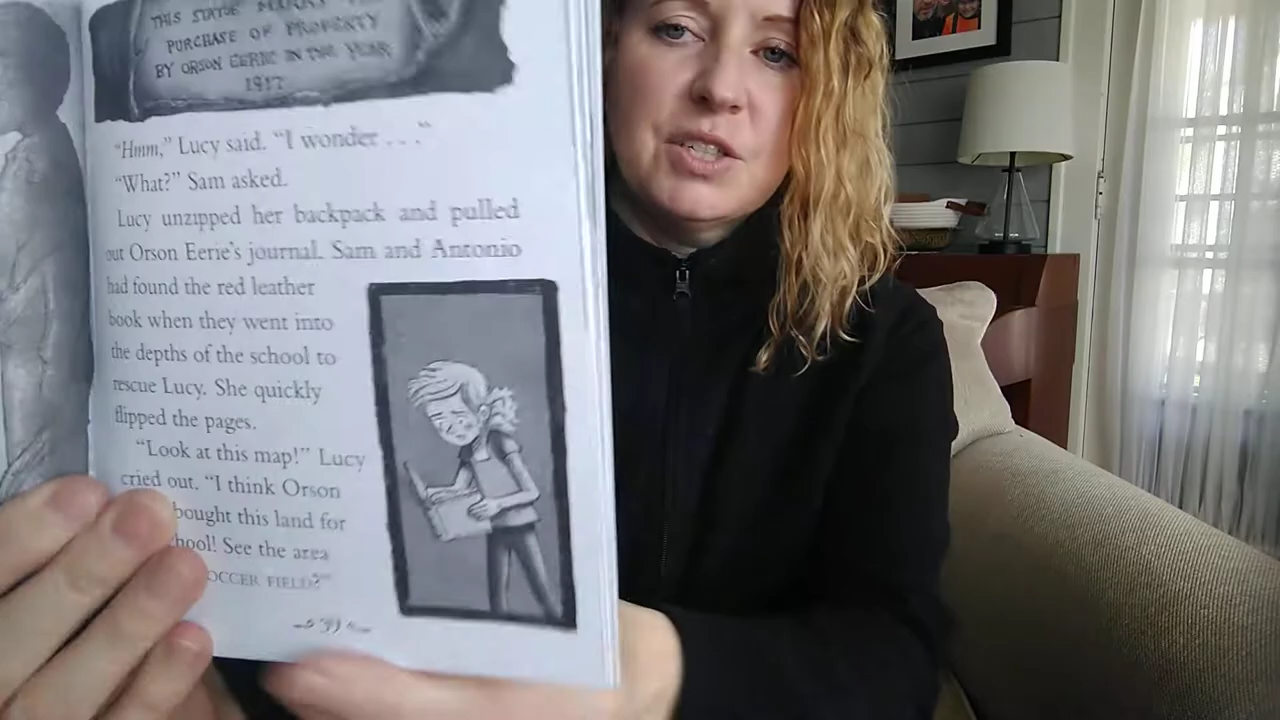 THIS STATUE MARKS
PURCHASE OF PROPERTY
BY ORSON EERIE IN THE YEAR
1917
"Hmm," Lucy said. "I wonder . . ."
"What?" Sam asked.
Lucy unzipped her backpack and pulled
out Orson Eerie's journal. Sam and Antonio
had found the red leather
book when they went into
the depths of the school to
rescue Lucy. She quickly
flipped the pages.
"Look at this map!" Lucy
cried out. "I think Orson
bought this land for
hool! See the area
OCCER FIELD?"
39